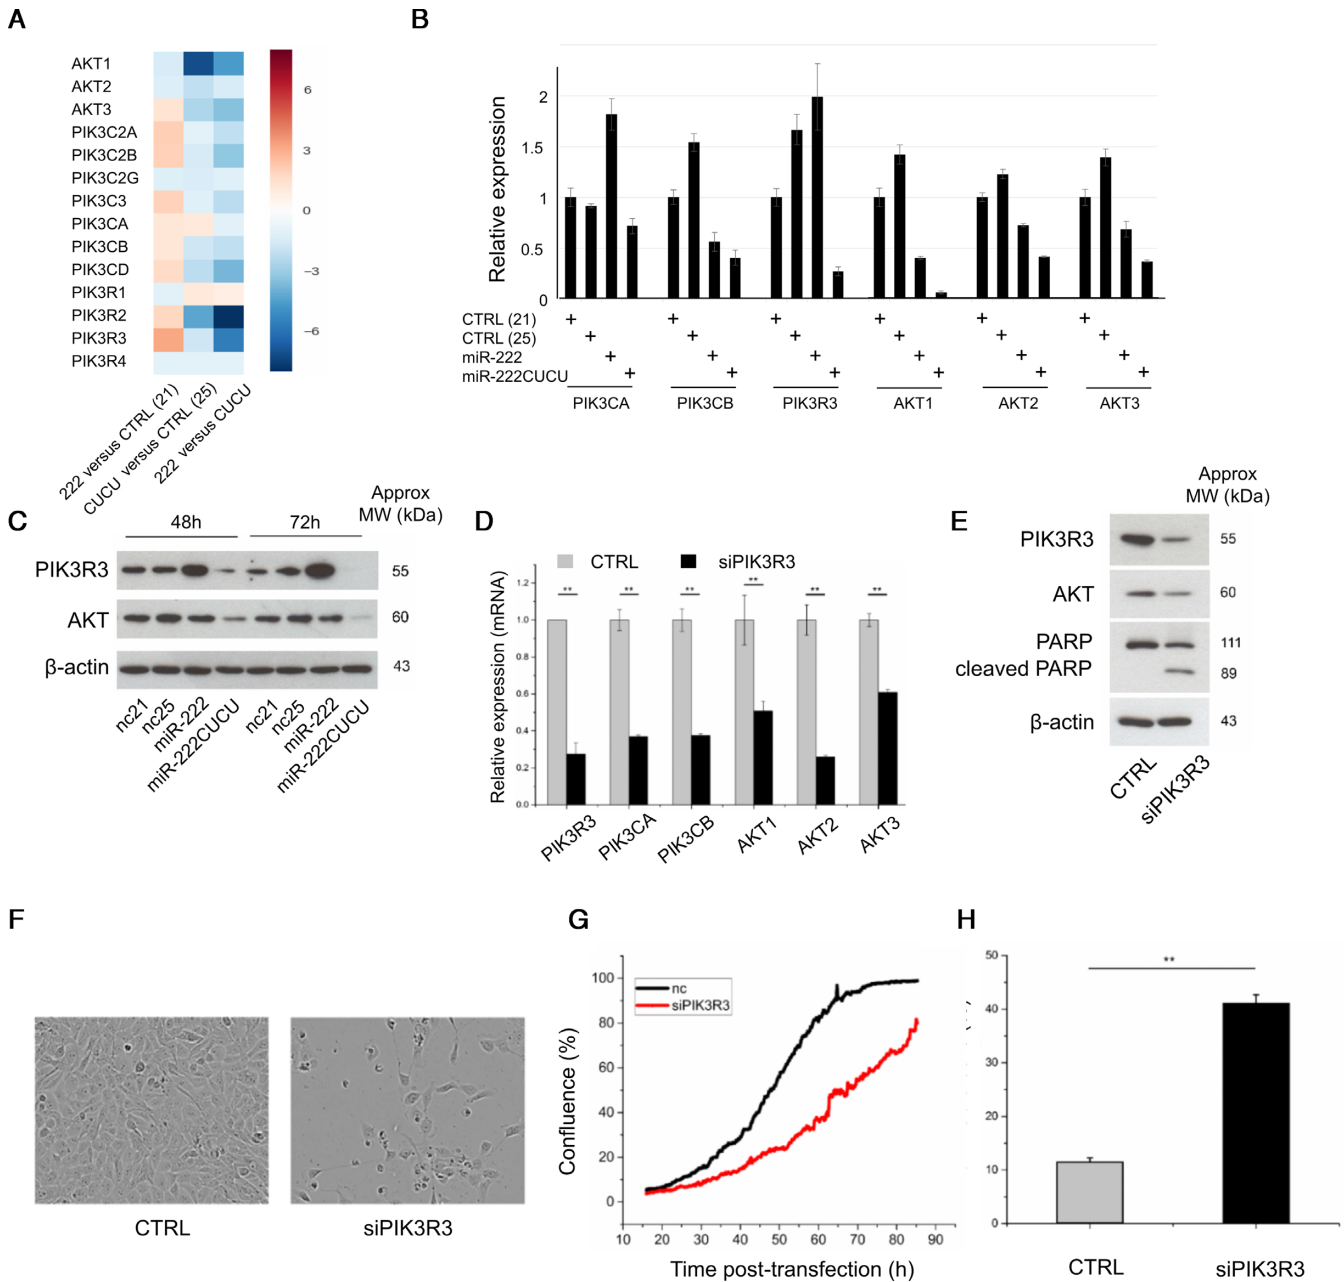 A
AKT1
AKT2
AKT3
PIK3C2A
PIK3C2B
PIK3C2G
PIK3C3
PIK3CA
PIK3CB
PIK3CD
PIK3R1
PIK3R2
PIK3R3
PIK3R4
6
3
0
−3
−6
222 versus CTRL (21)
CUCU versus CTRL (25)
222 versus CUCU
B
Relative expression
2
1.5
1
0.5
0
CTRL (21) + + + + + +
CTRL (25) + + + + + +
miR-222 + + + + + +
miR-222CUCU + + + + + +
PIK3CA PIK3CB PIK3R3 AKT1 AKT2 AKT3
C
48h 72h
Approx
MW (kDa)
PIK3R3 55
AKT 60
β-actin 43
nc21
nc25
miR-222
miR-222CUCU
nc21
nc25
miR-222
miR-222CUCU
D
CTRL siPIK3R3
Relative expression (mRNA)
1.2
1.0
0.8
0.6
0.4
0.2
0.0
** ** ** ** ** **
PIK3R3 PIK3CA PIK3CB AKT1 AKT2 AKT3
E
Approx
MW (kDa)
PIK3R3 55
AKT 60
PARP 111
cleaved PARP 89
β-actin 43
CTRL
siPIK3R3
F
CTRL siPIK3R3
G
Confluence (%)
100
80
60
40
20
0
nc
siPIK3R3
10 20 30 40 50 60 70 80 90
Time post-transfection (h)
H
50
40
30
20
10
0
**
CTRL siPIK3R3